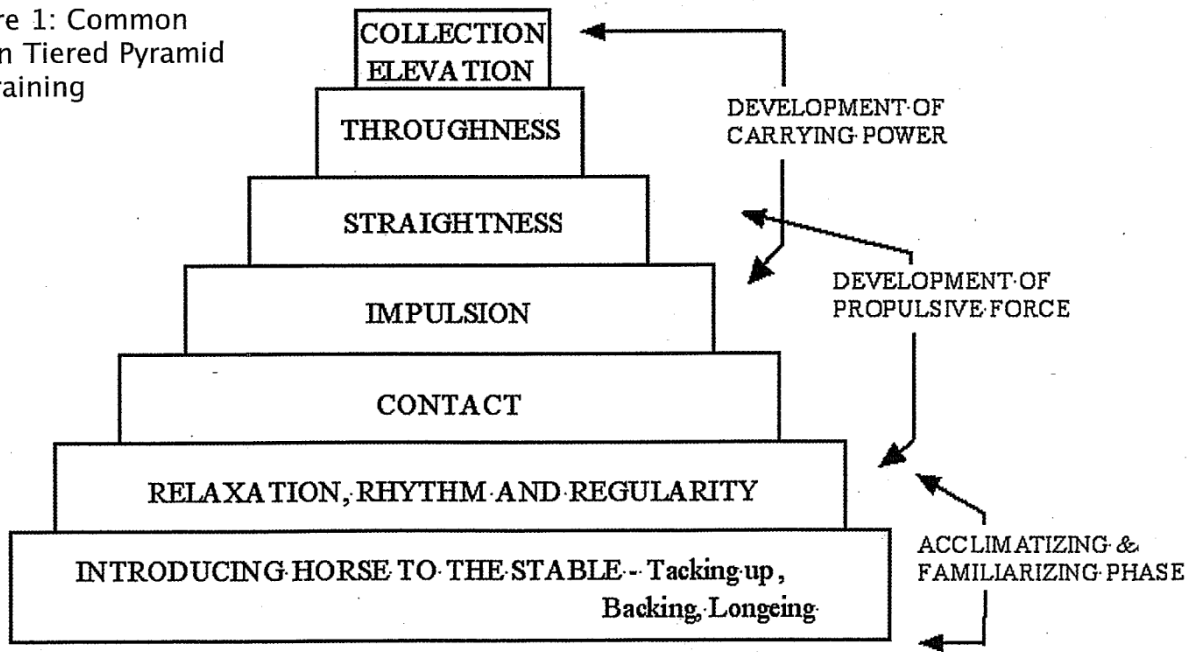 re 1: Common
n Tiered Pyramid
raining
COLLECTION
ELEVATION
THROUGHNESS
DEVELOPMENT OF
CARRYING POWER
STRAIGHTNESS
IMPULSION
DEVELOPMENT OF
PROPULSIVE FORCE
CONTACT
RELAXATION, RHYTHM AND REGULARITY
ACCLIMATIZING &
FAMILIARIZING PHASE
INTRODUCING HORSE TO THE STABLE - Tacking up,
Backing, Longeing